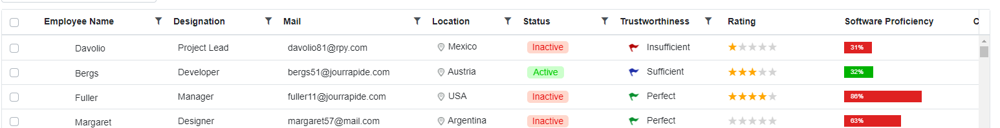 Employee Name Designation Mail Location Status Trustworthiness Rating Software Proficiency C
Davolio Project Lead davolio81@rpy.com Mexico Inactive Insufficient 31%
Bergs Developer bergs51@jourrapide.com Austria Active Sufficient 32%
Fuller Manager fuller11@jourrapide.com USA Inactive Perfect 86%
Margaret Designer margaret57@mail.com Argentina Inactive Perfect 63%